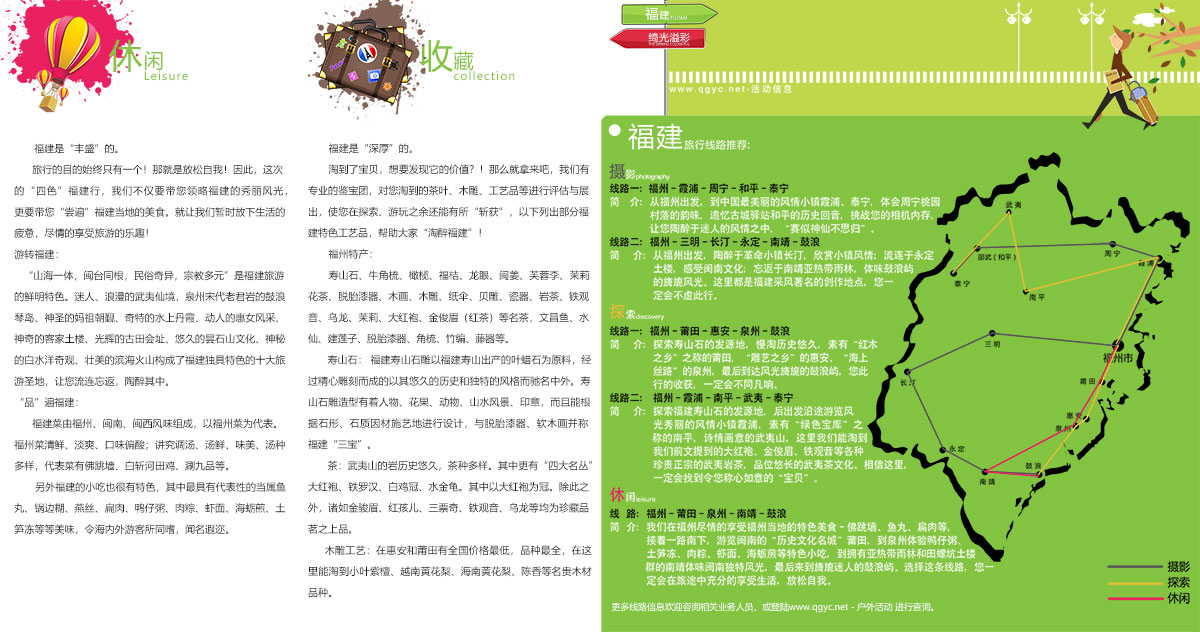 休闲
Leisure
福建是“丰盛”的。
旅行的目的始终只有一个！那就是放松自我！因此，这次
的“四色”福建行，我们不仅要带您领略福建的秀丽风光，
更要带您“尝遍”福建当地的美食。就让我们暂时放下生活的
疲惫，尽情的享受旅游的乐趣！
游转福建：
“山海一体，闽台同根，民俗奇异，宗教多元”是福建旅游
的鲜明特色。迷人、浪漫的武夷仙境，泉州宋代老君岩的鼓浪
琴岛、神圣的妈祖朝觐、奇特的水上丹霞、动人的惠女风采、
神奇的客家土楼、光辉的古田会址、悠久的昙石山文化、神秘
的白水洋奇观、壮美的滨海火山构成了福建独具特色的十大旅
游圣地，让您流连忘返，陶醉其中。
“品”遍福建：
福建菜由福州、闽南、闽西风味组成，以福州菜为代表。
福州菜清鲜、淡爽、口味偏酸；讲究调汤、汤鲜、味美、汤种
多样，代表菜有佛跳墙、白斩河田鸡、涮九品等。
另外福建的小吃也很有特色，其中最具有代表性的当属鱼
丸、锅边糊、燕丝、扁肉、鸭仔粥、肉粽、虾面、海蛎煎、土
笋冻等等美味，令海内外游客所同嗜，闻名遐迩。
收藏
collection
福建是“深厚”的。
淘到了宝贝，想要发现它的价值？！那么就拿来吧，我们有
专业的鉴宝团，对您淘到的茶叶、木雕、工艺品等进行评估与展
出，使您在探索、游玩之余还能有所“斩获”，以下列出部分福
建特色工艺品，帮助大家“淘醉福建”！
福州特产：
寿山石、牛角梳、橄榄、福桔、龙眼、闽姜、芙蓉李、茉莉
花茶、脱胎漆器、木画、木雕、纸伞、贝雕、瓷器、岩茶、铁观
音、乌龙、茉莉、大红袍、金俊眉（红茶）等名茶，文昌鱼、水
仙、建莲子、脱胎漆器、角梳、竹编、藤器等。
寿山石：福建寿山石雕以福建寿山出产的叶蜡石为原料，经
过精心雕刻而成的以其悠久的历史和独特的风格而驰名中外。寿
山石雕造型有着人物、花果、动物、山水风景、印章，而且能根
据石形、石质因材施艺地进行设计，与脱胎漆器、软木画并称
福建“三宝”。
茶：武夷山的岩历史悠久，茶种多样。其中更有“四大名丛”
大红袍、铁罗汉、白鸡冠、水金龟。其中以大红袍为冠。除此之
外，诸如金骏眉、红孩儿、三票奇、铁观音、乌龙等均为珍藏品
茗之上品。
木雕工艺：在惠安和莆田有全国价格最低，品种最全，在这
里能淘到小叶紫檀、越南黄花梨、海南黄花梨、陈香等名贵木材
品种。
福建FUJIAN
绮光溢彩
www.qgyc.net-活动信息
福建旅行线路推荐：
摄影photography
线路一：福州－霞浦－周宁－和平－泰宁
简 介：从福州出发，到中国最美丽的风情小镇霞浦、泰宁，体会周宁桃园
村落的韵味，追忆古城驿站和平的历史回音，挑战您的相机内存，
让您陶醉于迷人的风情之中，“赛似神仙不思归”。
线路二：福州－三明－长汀－永定－南靖－鼓浪
简 介：从福州出发，陶醉于革命小镇长汀，欣赏小镇风情；流连于永定
土楼，感受闽南文化；忘返于南靖亚热带雨林，体味鼓浪屿
的旖旎风光，这里都是福建采风著名的创作地点，您一
定会不虚此行。
探索discovery
线路一：福州－莆田－惠安－泉州－鼓浪
简 介：探索寿山石的发源地，慢淘历史悠久，素有“红木
之乡”之称的莆田，“雕艺之乡”的惠安、“海上
丝路”的泉州，最后到达风光旖旎的鼓浪屿，您此
行的收获，一定会不同凡响。
线路二：福州－霞浦－南平－武夷－泰宁
简 介：探索福建寿山石的发源地，后出发沿途游览风
光秀丽的风情小镇霞浦，素有“绿色宝库”之
称的南平，诗情画意的武夷山，这里我们能淘到
我们前文提到的大红袍、金俊眉、铁观音等各种
珍贵高宗的武夷岩茶，品位悠长的武夷茶文化，相信这里，
一定会找到令您称心如意的“宝贝”。
休闲leisure
线 路：福州－莆田－泉州－南靖－鼓浪
简 介：我们在福州尽情的享受福州当地的特色美食－佛跳墙、鱼丸、扁肉等，
接着一路南下，游览闽南的“历史文化名城”莆田，到泉州体验鸭仔粥、
土笋冻、肉粽、虾面、海蛎煎等特色小吃，到拥有亚热带雨林和田螺坑土楼
群的南靖体味闽南独特风光，最后来到旖旎迷人的鼓浪屿。选择这条线路，您一
定会在旅途中充分的享受生活，放松自我。
更多线路信息欢迎咨询相关业务人员，或登陆www.qgyc.net - 户外活动 进行查询。
武夷
邵武(和平)
周宁
霞浦
泰宁
南平
三明
福州市
长汀
莆田
惠安
泉州
永定
鼓浪
南靖
摄影
探索
休闲